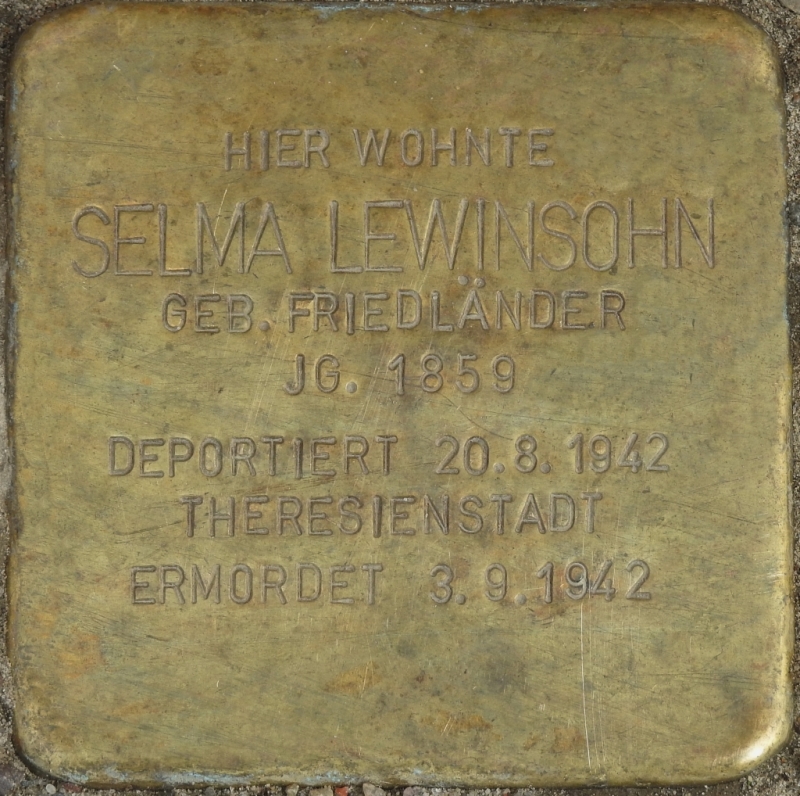 HIER WOHNTE
SELMA LEWINSOHN
GEB. FRIEDLÄNDER
JG. 1859
DEPORTIERT 20.8.1942
THERESIENSTADT
ERMORDET 3.9.1942